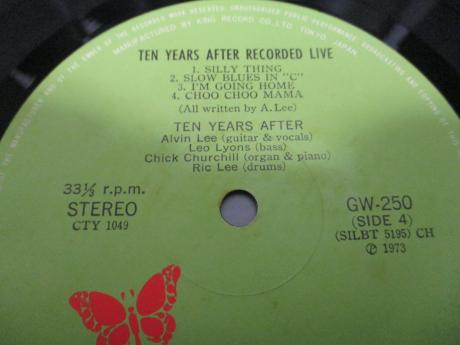 MANUFACTURED BY KING RECORD CO., LTD TOKYO JAPAN
TEN YEARS AFTER RECORDED LIVE
1. SILLY THING
2. SLOW BLUES IN "C"
3. I'M GOING HOME
4. CHOO CHOO MAMA
(All written by A.Lee)
TEN YEARS AFTER
Alvin Lee (guitar & vocals)
Leo Lyons (bass)
Chick Churchill (organ & piano)
Ric Lee (drums)
33⅓ r.p.m.
STEREO
CTY 1049
GW-250
(SIDE 4)
(SILBT 5195) CH
Ⓟ 1973